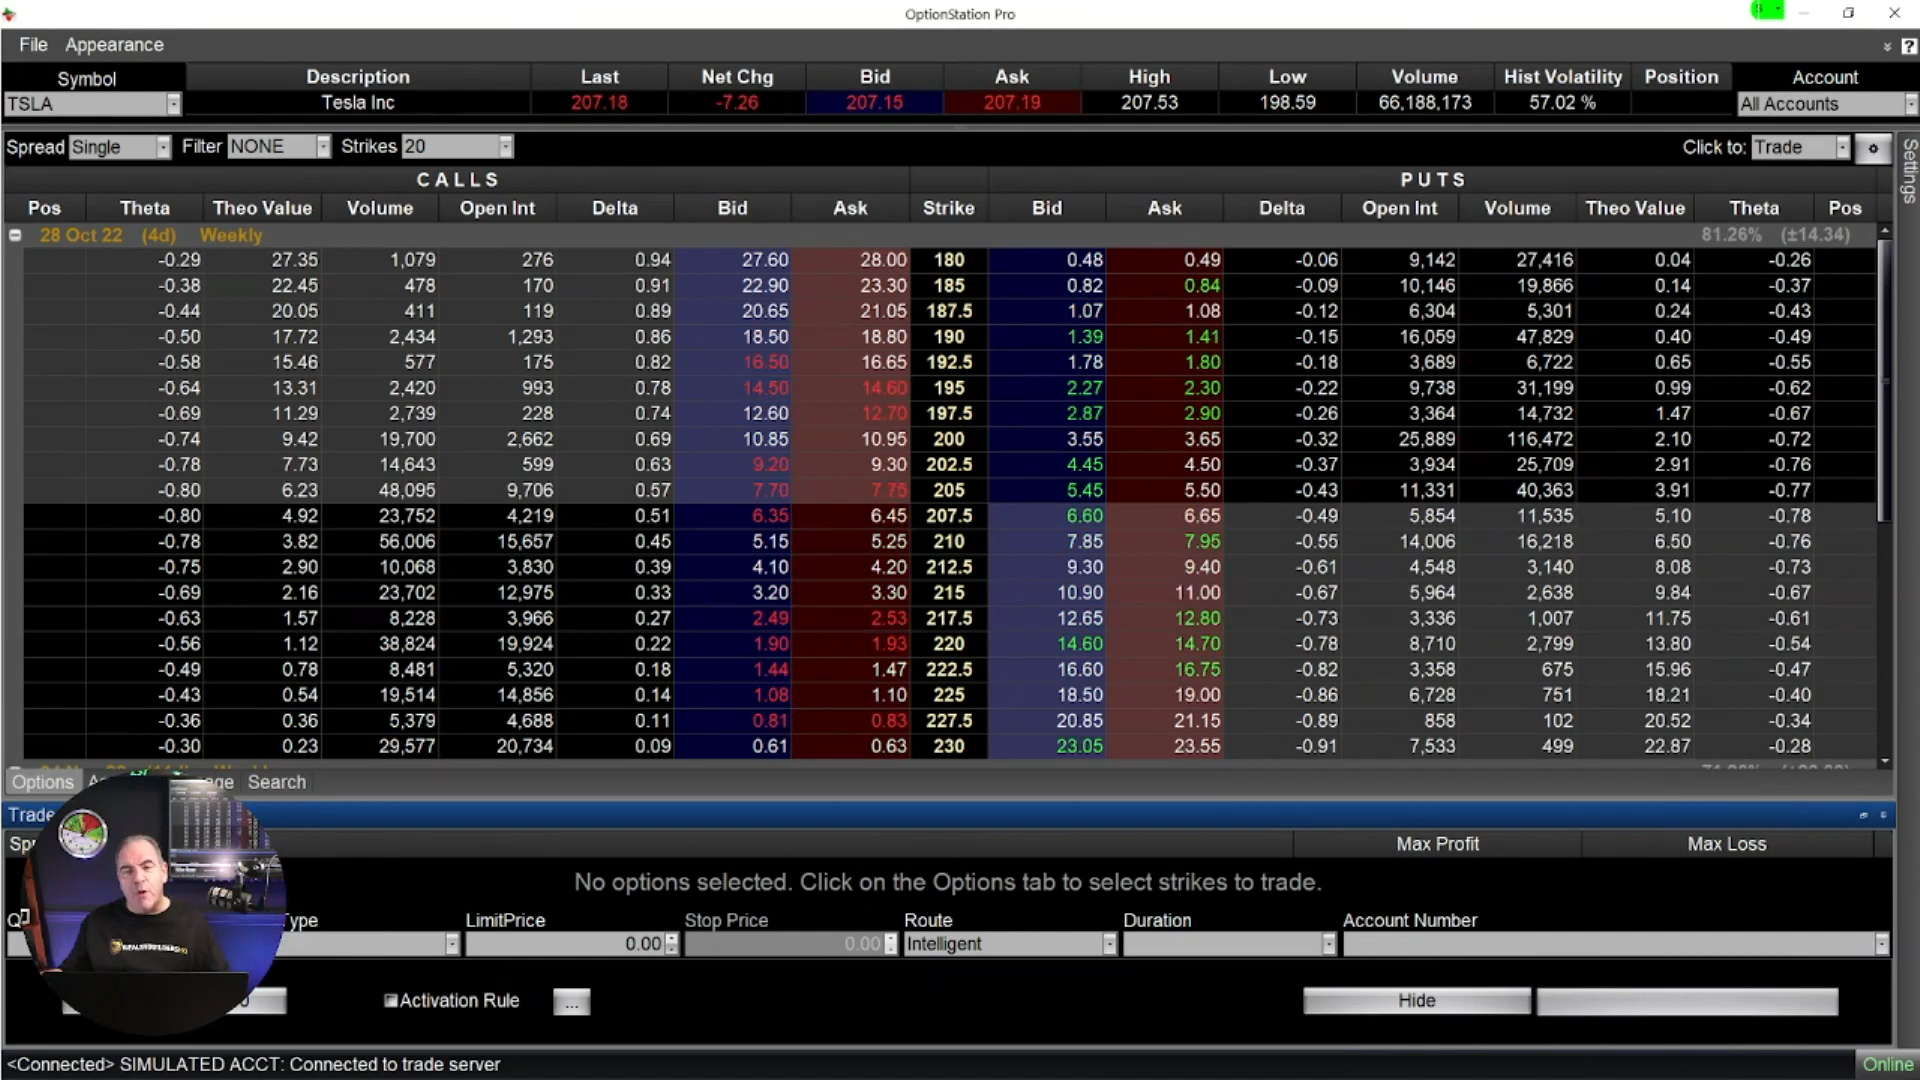 OptionStation Pro
File Appearance
Symbol Description Last Net Chg Bid Ask High Low Volume Hist Volatility Position Account
TSLA Tesla Inc 207.18 -7.26 207.15 207.19 207.53 198.59 66,188,173 57.02 % All Accounts
Spread Single Filter NONE Strikes 20 Click to: Trade
Settings
CALLS PUTS
Pos Theta Theo Value Volume Open Int Delta Bid Ask Strike Bid Ask Delta Open Int Volume Theo Value Theta Pos
28 Oct 22 (4d) Weekly 81.26% (±14.34)
-0.29 27.35 1,079 276 0.94 27.60 28.00 180 0.48 0.49 -0.06 9,142 27,416 0.04 -0.26
-0.38 22.45 478 170 0.91 22.90 23.30 185 0.82 0.84 -0.09 10,146 19,866 0.14 -0.37
-0.44 20.05 411 119 0.89 20.65 21.05 187.5 1.07 1.08 -0.12 6,304 5,301 0.24 -0.43
-0.50 17.72 2,434 1,293 0.86 18.50 18.80 190 1.39 1.41 -0.15 16,059 47,829 0.40 -0.49
-0.58 15.46 577 175 0.82 16.50 16.65 192.5 1.78 1.80 -0.18 3,689 6,722 0.65 -0.55
-0.64 13.31 2,420 993 0.78 14.50 14.60 195 2.27 2.30 -0.22 9,738 31,199 0.99 -0.62
-0.69 11.29 2,739 228 0.74 12.60 12.70 197.5 2.87 2.90 -0.26 3,364 14,732 1.47 -0.67
-0.74 9.42 19,700 2,662 0.69 10.85 10.95 200 3.55 3.65 -0.32 25,889 116,472 2.10 -0.72
-0.78 7.73 14,643 599 0.63 9.20 9.30 202.5 4.45 4.50 -0.37 3,934 25,709 2.91 -0.76
-0.80 6.23 48,095 9,706 0.57 7.70 7.75 205 5.45 5.50 -0.43 11,331 40,363 3.91 -0.77
-0.80 4.92 23,752 4,219 0.51 6.35 6.45 207.5 6.60 6.65 -0.49 5,854 11,535 5.10 -0.78
-0.78 3.82 56,006 15,657 0.45 5.15 5.25 210 7.85 7.95 -0.55 14,006 16,218 6.50 -0.76
-0.75 2.90 10,068 3,830 0.39 4.10 4.20 212.5 9.30 9.40 -0.61 4,548 3,140 8.08 -0.73
-0.69 2.16 23,702 12,975 0.33 3.20 3.30 215 10.90 11.00 -0.67 5,964 2,638 9.84 -0.67
-0.63 1.57 8,228 3,966 0.27 2.49 2.53 217.5 12.65 12.80 -0.73 3,336 1,007 11.75 -0.61
-0.56 1.12 38,824 19,924 0.22 1.90 1.93 220 14.60 14.70 -0.78 8,710 2,799 13.80 -0.54
-0.49 0.78 8,481 5,320 0.18 1.44 1.47 222.5 16.60 16.75 -0.82 3,358 675 15.96 -0.47
-0.43 0.54 19,514 14,856 0.14 1.08 1.10 225 18.50 19.00 -0.86 6,728 751 18.21 -0.40
-0.36 0.36 5,379 4,688 0.11 0.81 0.83 227.5 20.85 21.15 -0.89 858 102 20.52 -0.34
-0.30 0.23 29,577 20,734 0.09 0.61 0.63 230 23.05 23.55 -0.91 7,533 499 22.87 -0.28
Options Search
Trade
Max Profit Max Loss
No options selected. Click on the Options tab to select strikes to trade.
LimitPrice Stop Price Route Duration Account Number
0.00 0.00 Intelligent
Activation Rule ... Hide
<Connected> SIMULATED ACCT: Connected to trade server Online